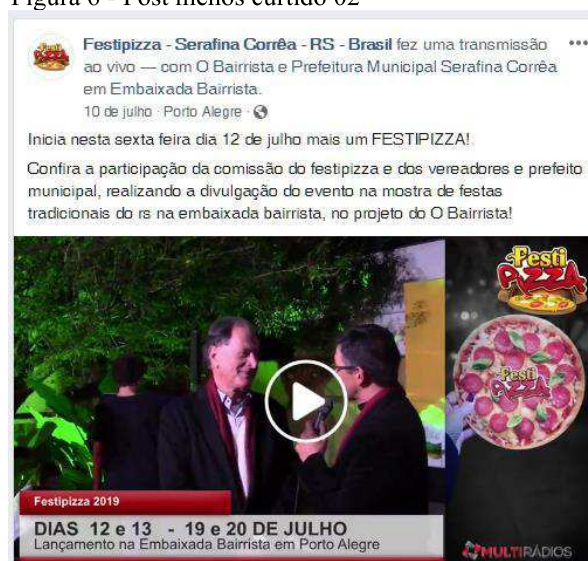 Figura 6 - Post menos curtido 02
Festipizza - Serafina Corrêa - RS - Brasil fez uma transmissão
ao vivo — com O Bairrista e Prefeitura Municipal Serafina Corrêa
em Embaixada Bairrista.
10 de julho · Porto Alegre ·
Inicia nesta sexta feira dia 12 de julho mais um FESTIPIZZA!
Confira a participação da comissão do festipizza e dos vereadores e prefeito
municipal, realizando a divulgação do evento na mostra de festas
tradicionais do rs na embaixada bairrista, no projeto do O Bairrista!
Festi
PIZZA
Festi
PIZZA
Festipizza 2019
DIAS 12 e 13 - 19 e 20 DE JULHO
Lançamento na Embaixada Bairrista em Porto Alegre
MULTIRÁDIOS